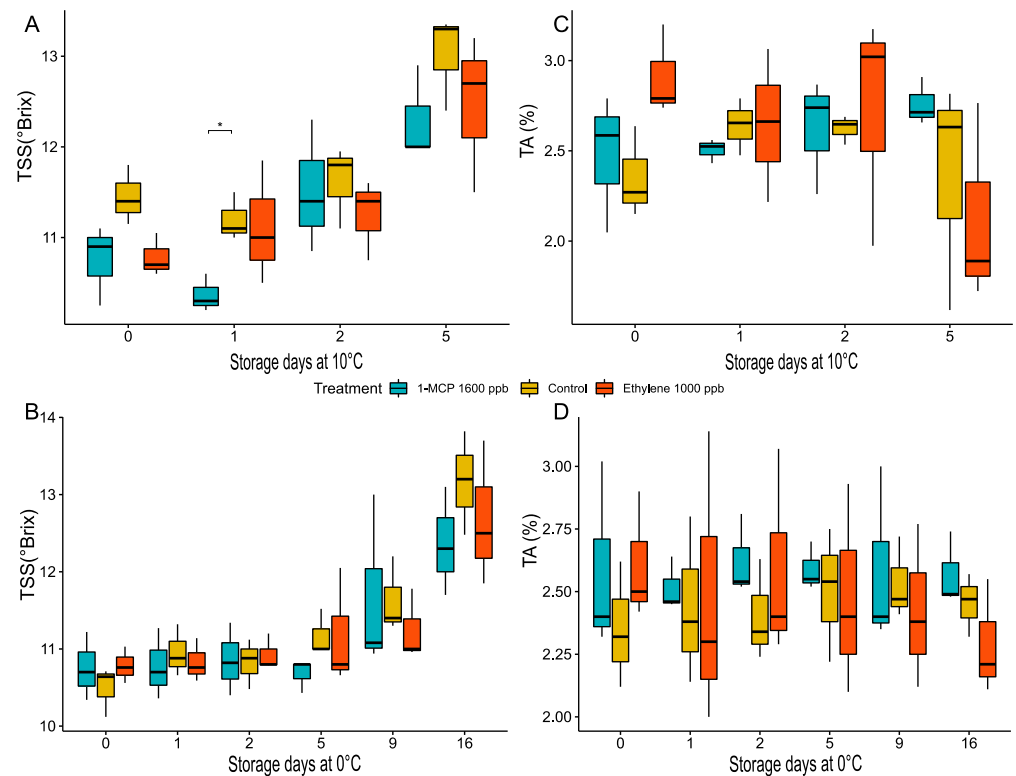 A
TSS(°Brix)
13
12
11
*
0 1 2 5
Storage days at 10°C
C
TA (%)
3.0
2.5
2.0
0 1 2 5
Storage days at 10°C
Treatment 1-MCP 1600 ppb Control Ethylene 1000 ppb
B
TSS(°Brix)
14
13
12
11
10
0 1 2 5 9 16
Storage days at 0°C
D
TA (%)
3.00
2.75
2.50
2.25
2.00
0 1 2 5 9 16
Storage days at 0°C